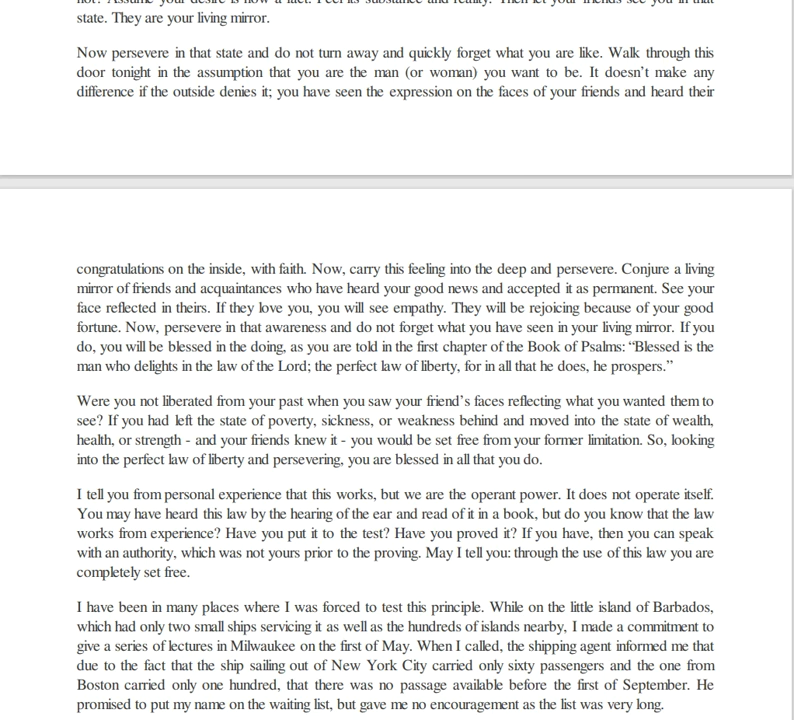 not? Assume your desire is now a fact. Feel its substance and reality. Then let your friends see you in that
state. They are your living mirror.
Now persevere in that state and do not turn away and quickly forget what you are like. Walk through this
door tonight in the assumption that you are the man (or woman) you want to be. It doesn’t make any
difference if the outside denies it; you have seen the expression on the faces of your friends and heard their
congratulations on the inside, with faith. Now, carry this feeling into the deep and persevere. Conjure a living
mirror of friends and acquaintances who have heard your good news and accepted it as permanent. See your
face reflected in theirs. If they love you, you will see empathy. They will be rejoicing because of your good
fortune. Now, persevere in that awareness and do not forget what you have seen in your living mirror. If you
do, you will be blessed in the doing, as you are told in the first chapter of the Book of Psalms: “Blessed is the
man who delights in the law of the Lord; the perfect law of liberty, for in all that he does, he prospers.”
Were you not liberated from your past when you saw your friend’s faces reflecting what you wanted them to
see? If you had left the state of poverty, sickness, or weakness behind and moved into the state of wealth,
health, or strength - and your friends knew it - you would be set free from your former limitation. So, looking
into the perfect law of liberty and persevering, you are blessed in all that you do.
I tell you from personal experience that this works, but we are the operant power. It does not operate itself.
You may have heard this law by the hearing of the ear and read of it in a book, but do you know that the law
works from experience? Have you put it to the test? Have you proved it? If you have, then you can speak
with an authority, which was not yours prior to the proving. May I tell you: through the use of this law you are
completely set free.
I have been in many places where I was forced to test this principle. While on the little island of Barbados,
which had only two small ships servicing it as well as the hundreds of islands nearby, I made a commitment to
give a series of lectures in Milwaukee on the first of May. When I called, the shipping agent informed me that
due to the fact that the ship sailing out of New York City carried only sixty passengers and the one from
Boston carried only one hundred, that there was no passage available before the first of September. He
promised to put my name on the waiting list, but gave me no encouragement as the list was very long.